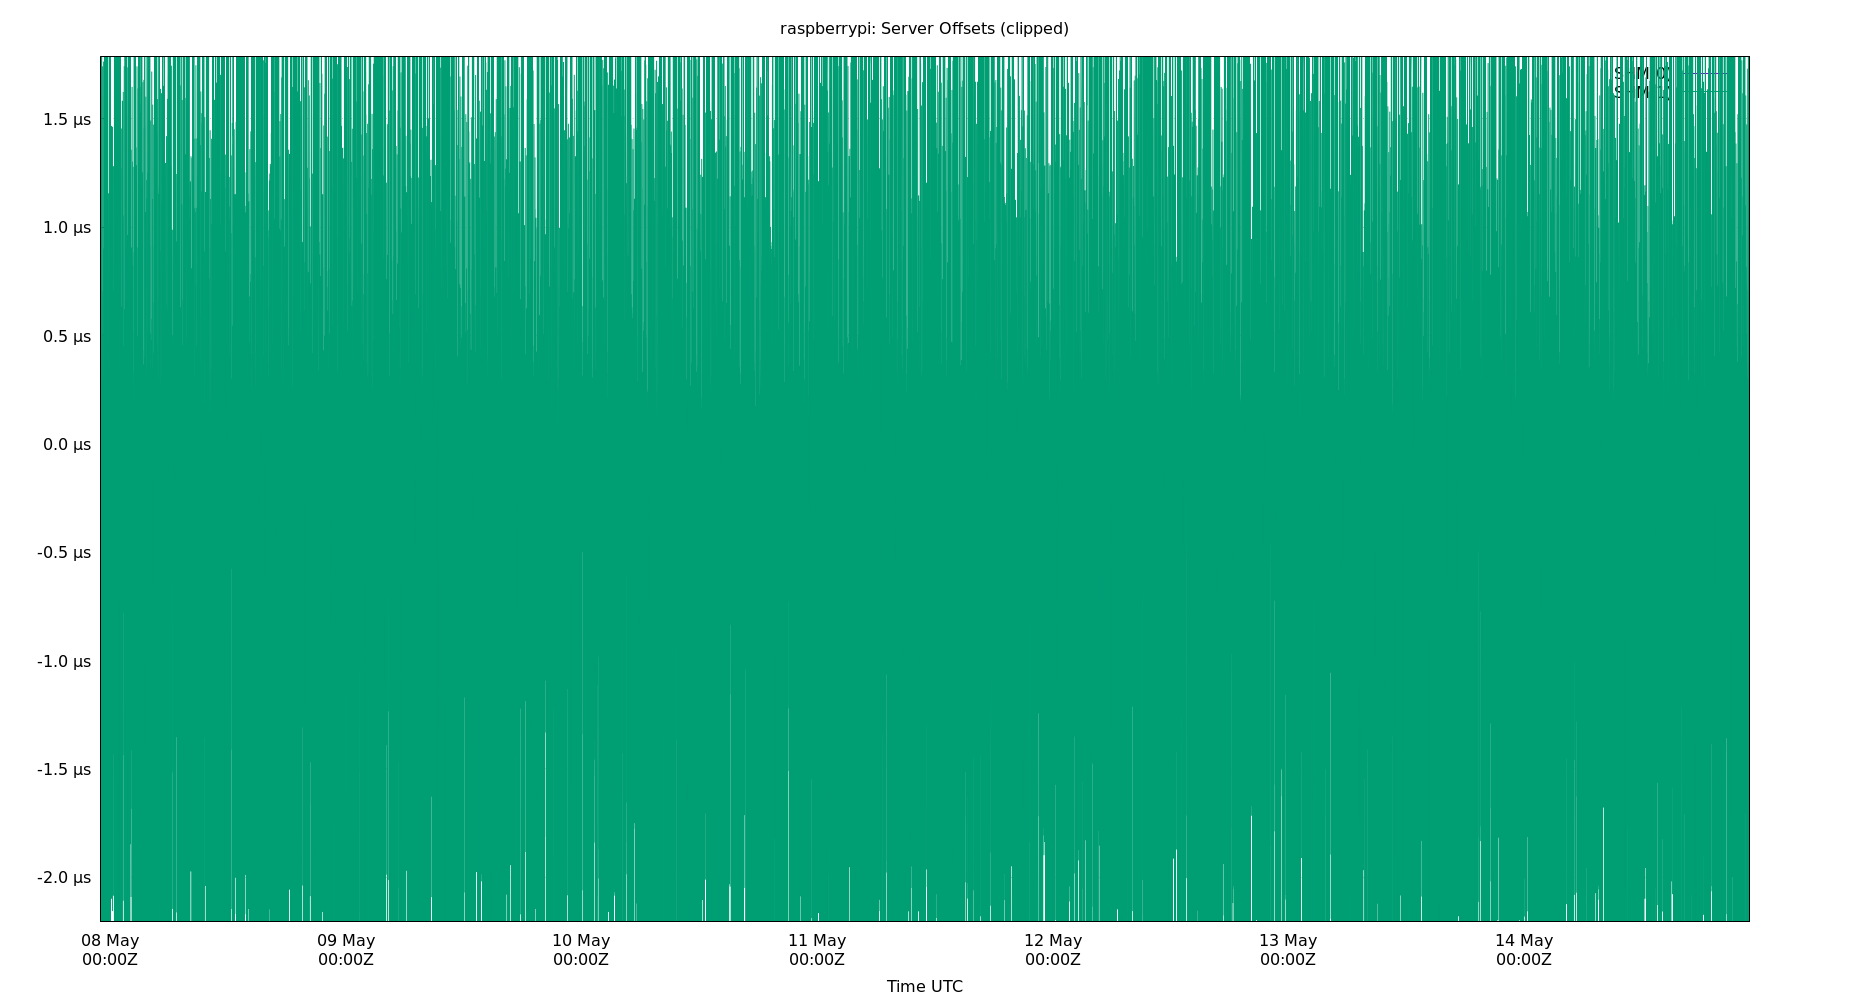 raspberrypi: Server Offsets (clipped)
1.5 µs
1.0 µs
0.5 µs
0.0 µs
-0.5 µs
-1.0 µs
-1.5 µs
-2.0 µs
08 May 09 May 10 May 11 May 12 May 13 May 14 May
00:00Z 00:00Z 00:00Z 00:00Z 00:00Z 00:00Z 00:00Z
Time UTC